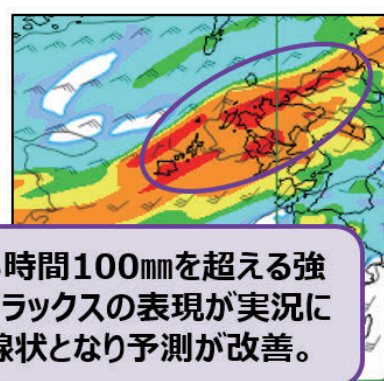 時間100㎜を超える強
ラックスの表現が実況に
線状となり予測が改善。